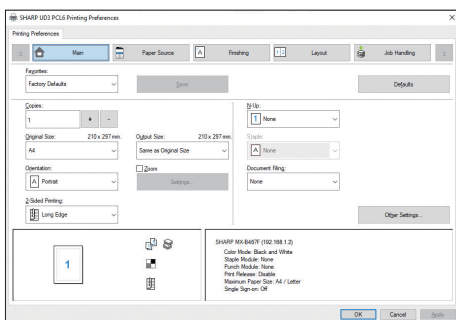 SHARP UD3 PCL6 Printing Preferences
Printing Preferences
Main
Paper Source
A
Finishing
1 2
Layout
Job Handling
Favorites:
Factory Defaults
Save
Defaults
Copies:
1
+ -
N-Up:
1 None
Original Size: 210 x 297 mm.
Output Size: 210 x 297 mm.
Staple:
A4
Same as Original Size
A None
Orientation:
Zoom
Document Filing:
A Portrait
Settings...
None
2-Sided Printing:
Long Edge
Other Settings...
1
SHARP MX-B467F (192.168.1.2)
Color Mode: Black and White
Staple Module: None
Punch Module: None
Print Release: Disable
Maximum Paper Size: A4 / Letter
Single Sign-on: Off
OK Cancel Apply